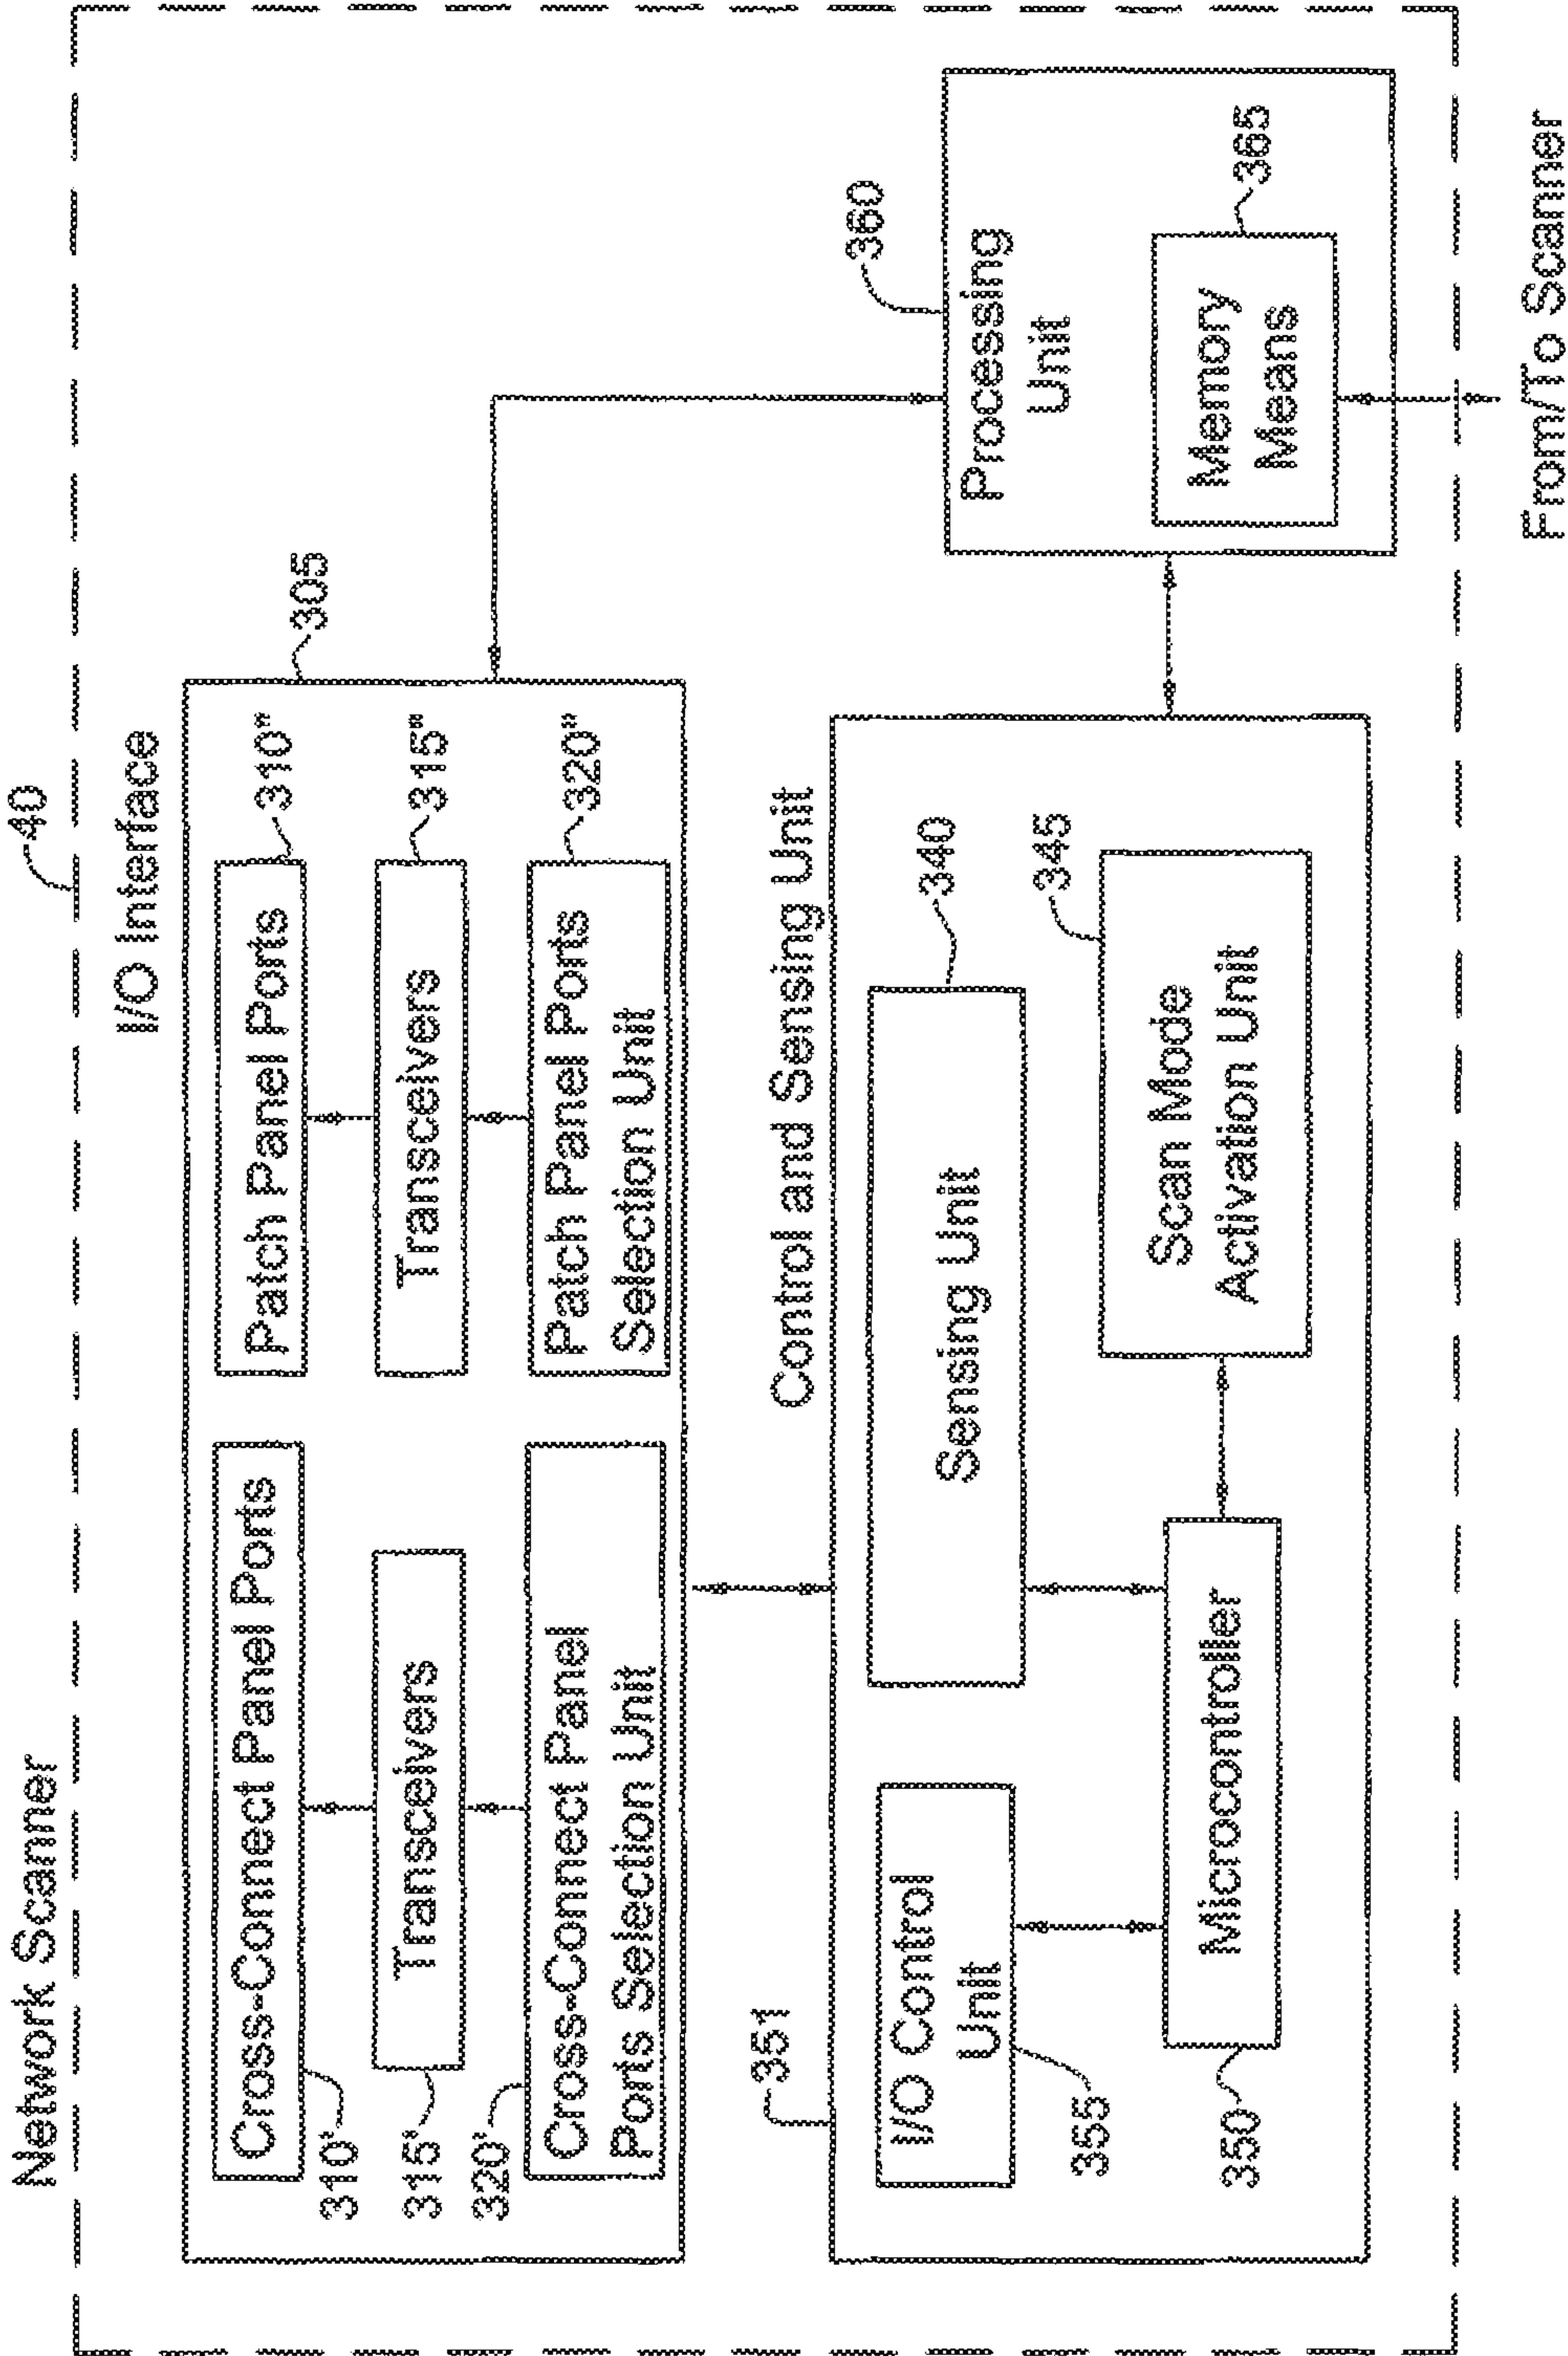 Network Scanner
40
I/O Interface
305
Cross-Connect Panel Ports
310'
Transceivers
315'
320'
Cross-Connect Panel
Ports Selection Unit
Patch Panel Ports
310"
Transceivers
315"
Patch Panel Ports
Selection Unit
320"
351
Control and Sensing Unit
I/O Control
Unit
355
Sensing Unit
340
Microcontroller
350
Scan Mode
Activation Unit
345
360
Processing
Unit
Memory
Means
365
From/To Scanner